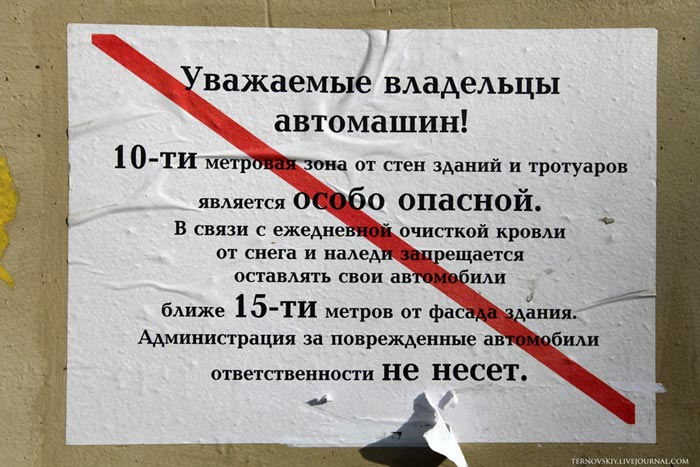 Уважаемые владельцы
автомашин!
10-ти метровая зона от стен зданий и тротуаров
является особо опасной.
В связи с ежедневной очисткой кровли
от снега и наледи запрещается
оставлять свои автомобили
ближе 15-ти метров от фасада здания.
Администрация за поврежденные автомобили
ответственности не несет.
TERNOVSKIY.LIVEJOURNAL.COM